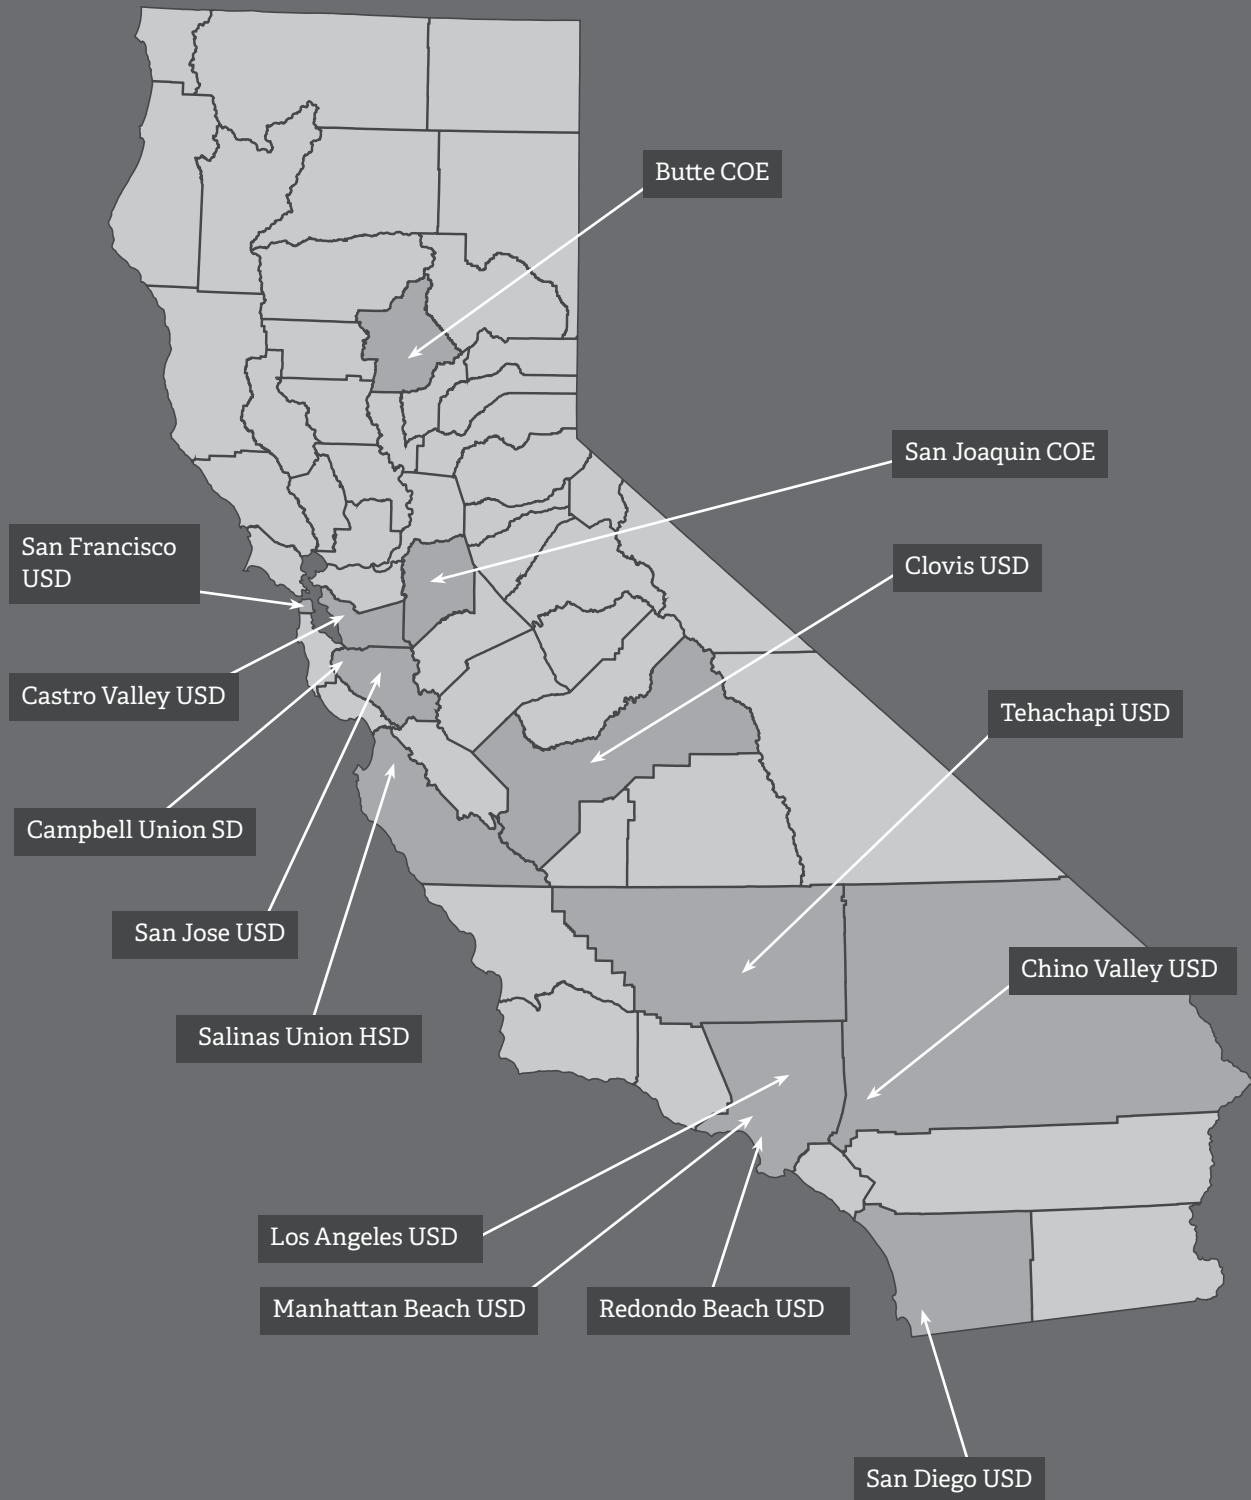 Butte COE
San Joaquin COE
San Francisco
USD
Clovis USD
Castro Valley USD
Tehachapi USD
Campbell Union SD
San Jose USD
Chino Valley USD
Salinas Union HSD
Los Angeles USD
Manhattan Beach USD
Redondo Beach USD
San Diego USD